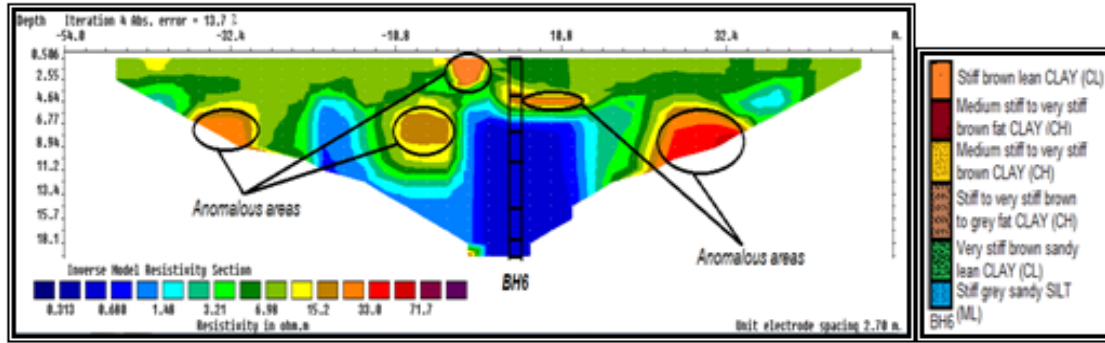 Depth Iteration 4 Abs. error = 13.7 %
-54.0 -32.4 -10.8 10.8 32.4 m.
0.506
2.55
4.64
6.77
8.94
11.2
13.4
15.7
18.1
Anomalous areas
Anomalous areas
Inverse Model Resistivity Section
BH6
0.313 0.680 1.48 3.21 6.98 15.2 33.0 71.7
Resistivity in ohm.m
Unit electrode spacing 2.70 m.
Stiff brown lean CLAY (CL)
Medium stiff to very stiff
brown fat CLAY (CH)
Medium stiff to very stiff
brown CLAY (CH)
Stiff to very stiff brown
to grey fat CLAY (CH)
Very stiff brown sandy
lean CLAY (CL)
Stiff grey sandy SILT
(ML)
BH6